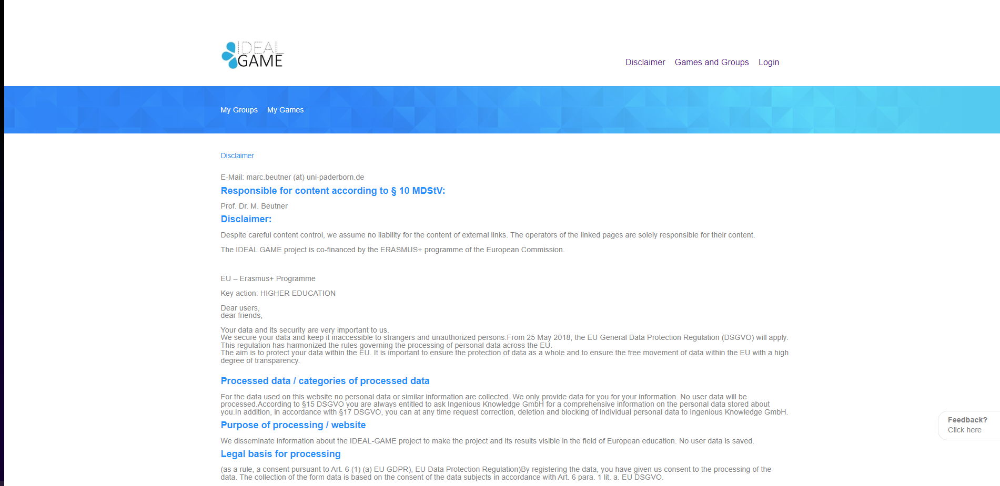 IDEAL
GAME
Disclaimer Games and Groups Login
My Groups My Games
Disclaimer
E-Mail: marc.beutner (at) uni-paderborn.de
Responsible for content according to § 10 MDStV:
Prof. Dr. M. Beutner
Disclaimer:
Despite careful content control, we assume no liability for the content of external links. The operators of the linked pages are solely responsible for their content.
The IDEAL GAME project is co-financed by the ERASMUS+ programme of the European Commission.
EU – Erasmus+ Programme
Key action: HIGHER EDUCATION
Dear users,
dear friends,
Your data and its security are very important to us.
We secure your data and keep it inaccessible to strangers and unauthorized persons.From 25 May 2018, the EU General Data Protection Regulation (DSGVO) will apply.
This regulation has harmonized the rules governing the processing of personal data across the EU.
The aim is to protect your data within the EU. It is important to ensure the protection of data as a whole and to ensure the free movement of data within the EU with a high
degree of transparency.
Processed data / categories of processed data
For the data used on this website no personal data or similar information are collected. We only provide data for you for your information. No user data will be
processed.According to §15 DSGVO you are always entitled to ask Ingenious Knowledge GmbH for a comprehensive information on the personal data stored about
you.In addition, in accordance with §17 DSGVO, you can at any time request correction, deletion and blocking of individual personal data to Ingenious Knowledge GmbH.
Purpose of processing / website
We disseminate information about the IDEAL-GAME project to make the project and its results visible in the field of European education. No user data is saved.
Legal basis for processing
(as a rule, a consent pursuant to Art. 6 (1) (a) EU GDPR), EU Data Protection Regulation)By registering the data, you have given us consent to the processing of the
data. The collection of the form data is based on the consent of the data subjects in accordance with Art. 6 para. 1 lit. a. EU DSGVO.
Feedback?
Click here